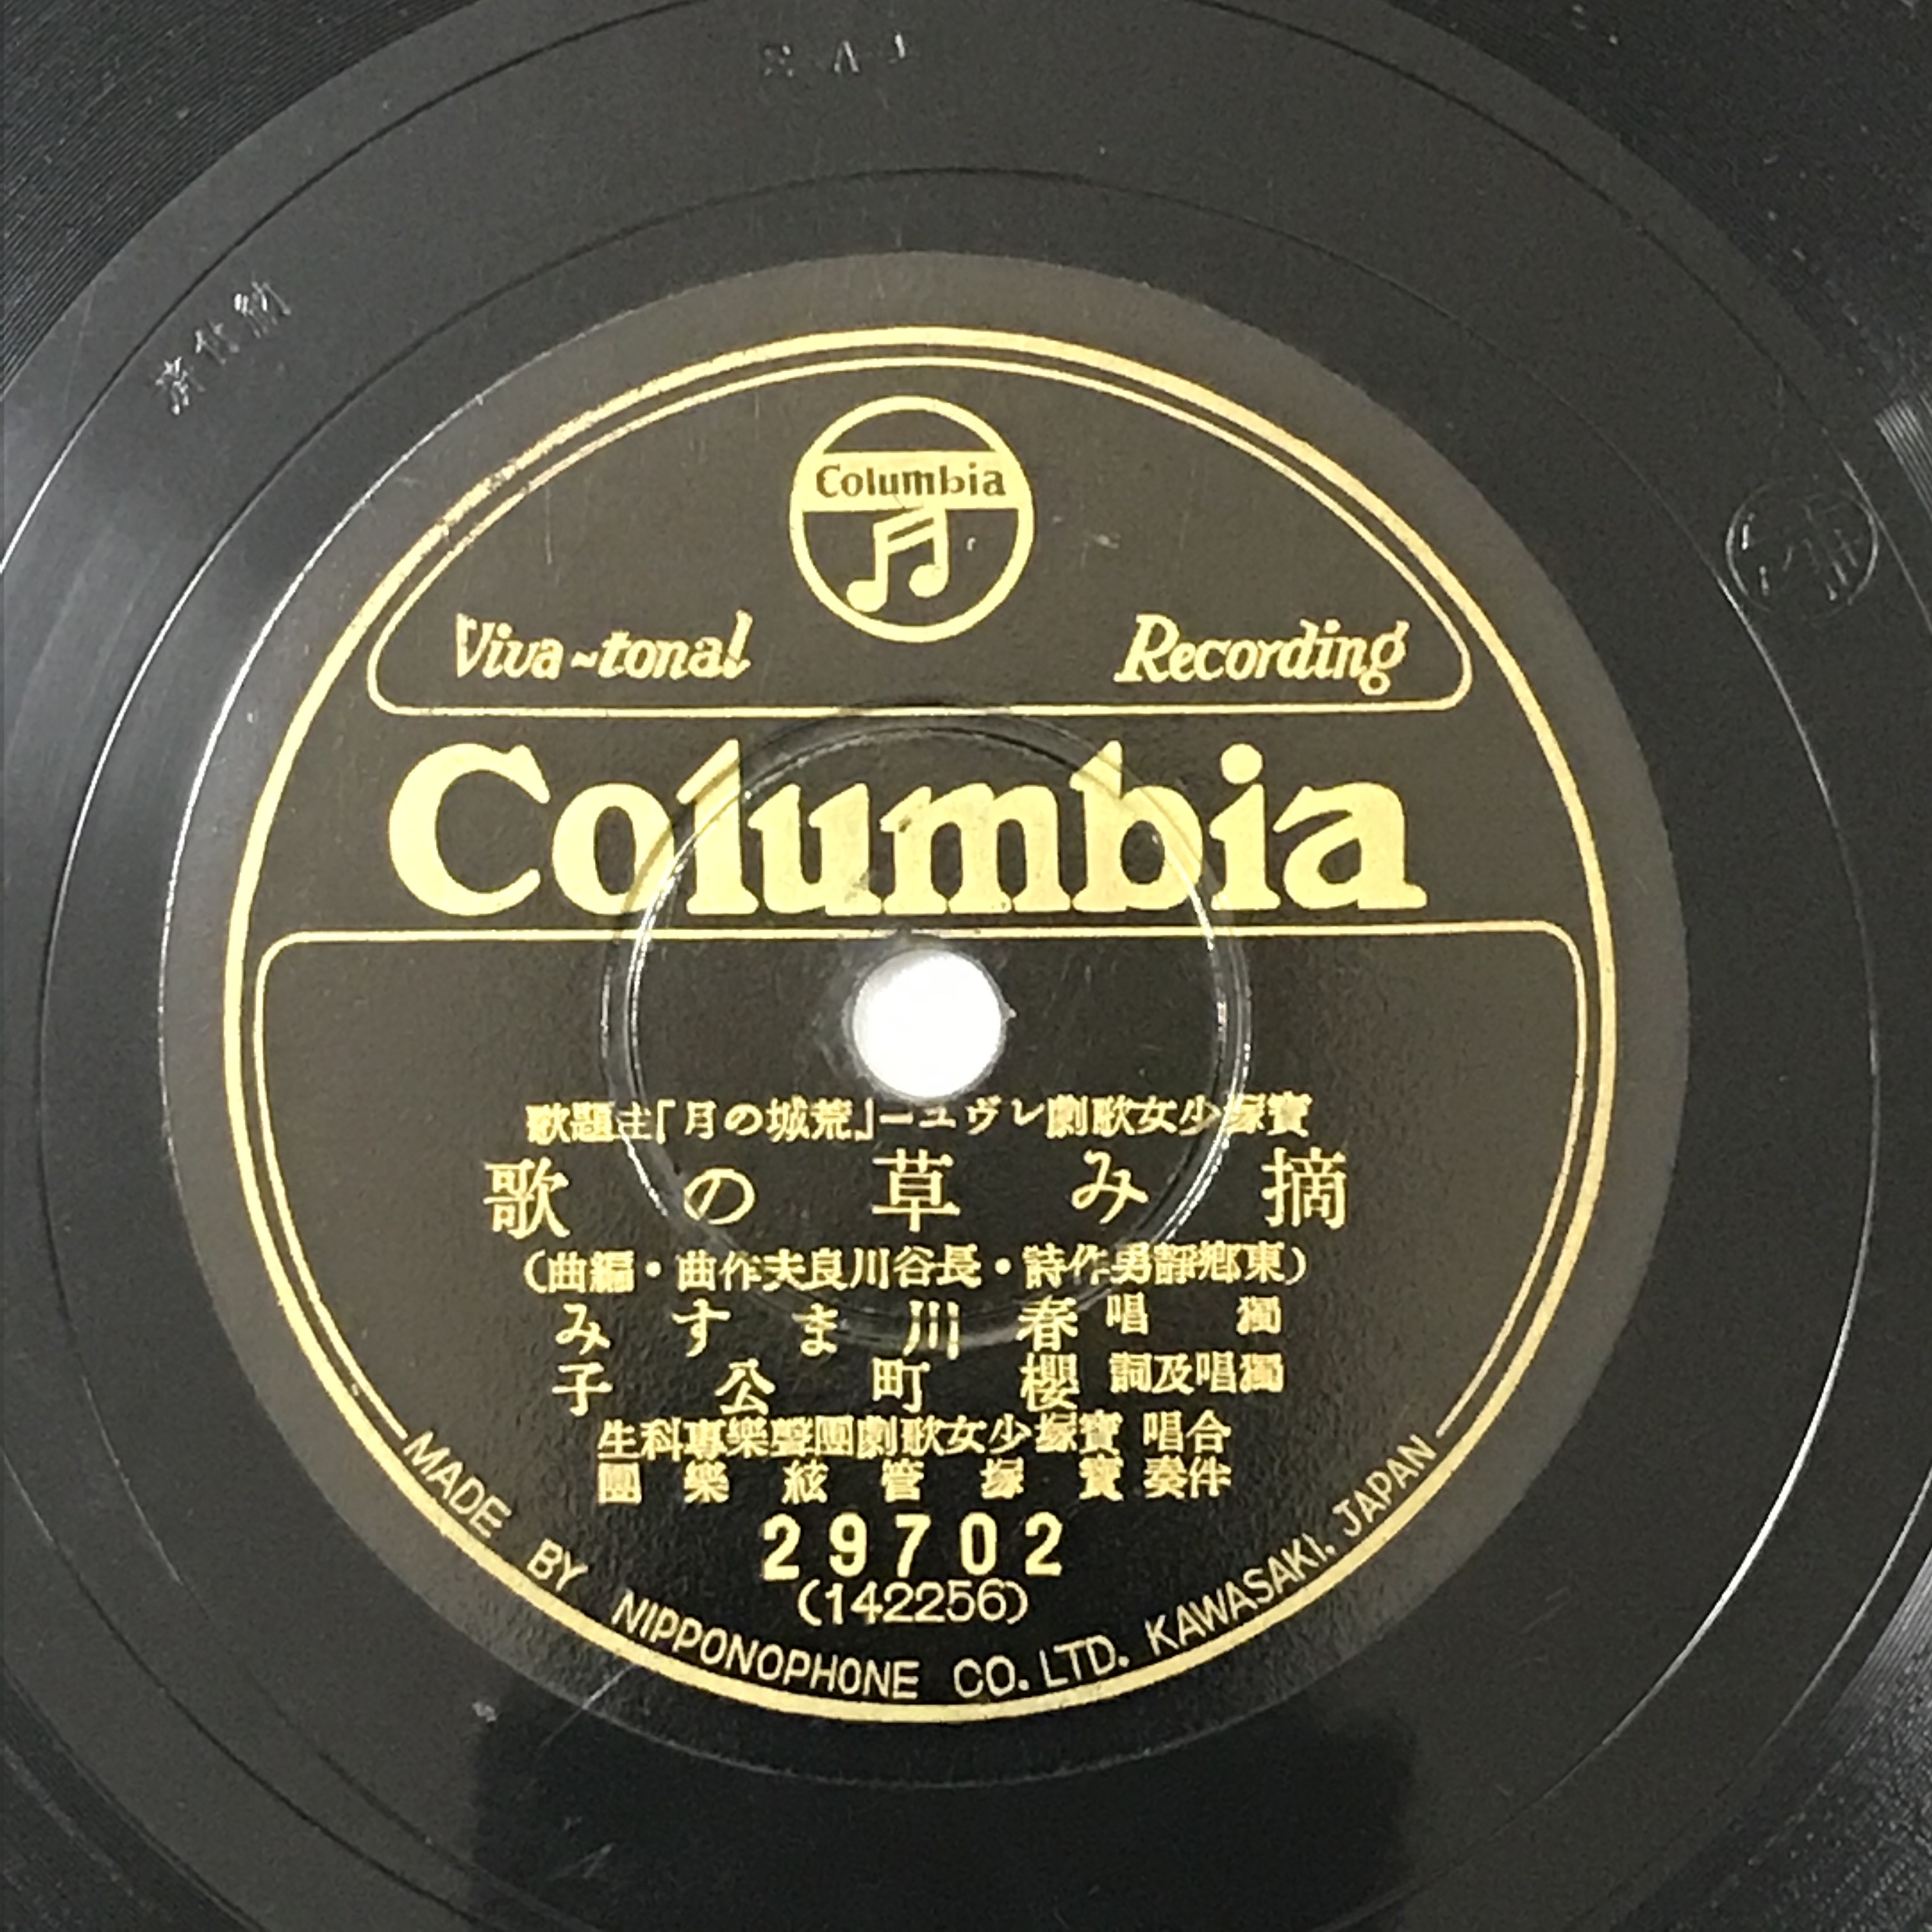 Columbia
Viva-tonal Recording
Columbia
寶塚少女歌劇レヴュー「荒城の月」主題歌
摘み草の歌
(東郷靜男作詩・長谷川良夫作曲・編曲)
獨唱 春川ますみ
獨唱及詞 櫻町公子
合唱 寶塚少女歌劇團聲樂專科生
伴奏 寶塚管絃樂團
29702
(142256)
MADE BY NIPPONOPHONE CO. LTD. KAWASAKI. JAPAN